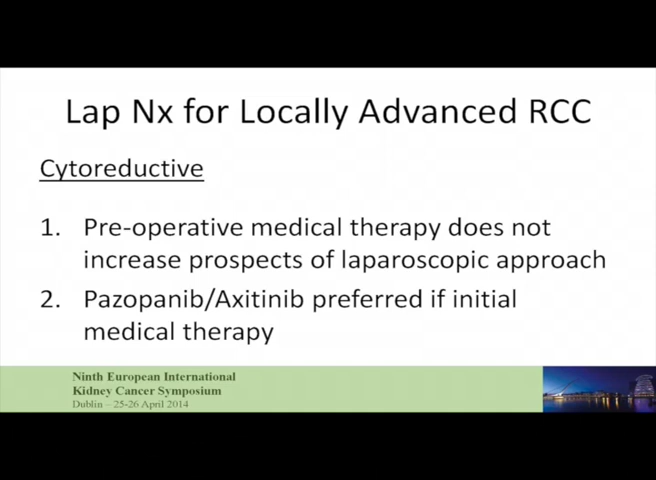 Lap Nx for Locally Advanced RCC
Cytoreductive
1. Pre-operative medical therapy does not
increase prospects of laparoscopic approach
2. Pazopanib/Axitinib preferred if initial
medical therapy
Ninth European International
Kidney Cancer Symposium
Dublin – 25-26 April 2014